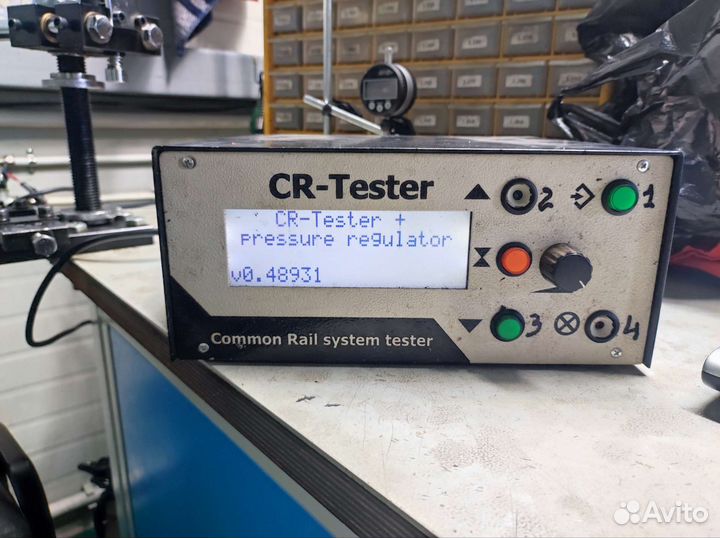 CR-Tester
CR-Tester +
pressure regulator
v0.48931
Common Rail system tester
2
1
3
4
Avito